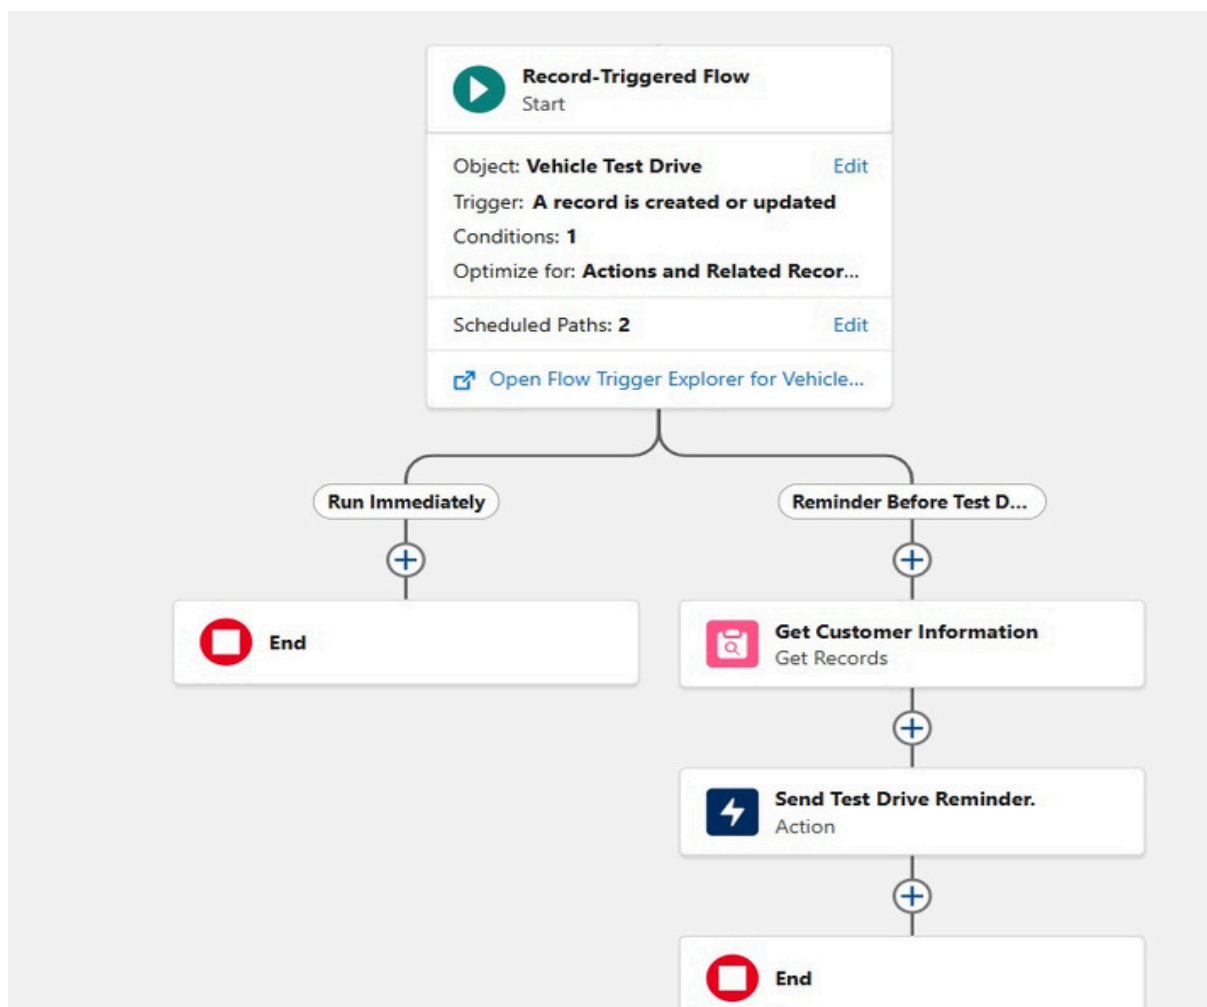 Record-Triggered Flow
Start
Object: Vehicle Test Drive Edit
Trigger: A record is created or updated
Conditions: 1
Optimize for: Actions and Related Recor...
Scheduled Paths: 2 Edit
Open Flow Trigger Explorer for Vehicle...
Run Immediately
Reminder Before Test D...
End
Get Customer Information
Get Records
Send Test Drive Reminder.
Action
End